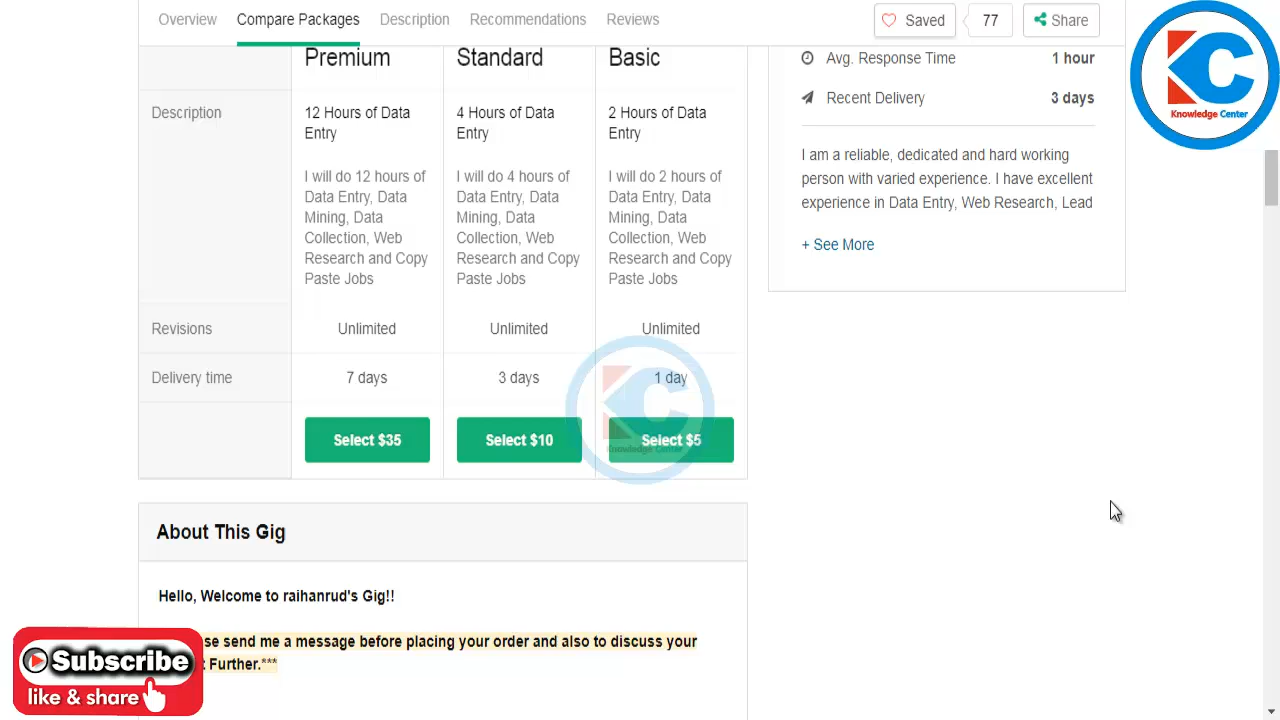 Overview Compare Packages Description Recommendations Reviews Saved 77 Share
Premium Standard Basic
Description
12 Hours of Data
Entry
I will do 12 hours of
Data Entry, Data
Mining, Data
Collection, Web
Research and Copy
Paste Jobs
4 Hours of Data
Entry
I will do 4 hours of
Data Entry, Data
Mining, Data
Collection, Web
Research and Copy
Paste Jobs
2 Hours of Data
Entry
I will do 2 hours of
Data Entry, Data
Mining, Data
Collection, Web
Research and Copy
Paste Jobs
Revisions Unlimited Unlimited Unlimited
Delivery time 7 days 3 days 1 day
Select $35 Select $10 Select $5
KC
Knowledge Center
Avg. Response Time 1 hour
Recent Delivery 3 days
I am a reliable, dedicated and hard working
person with varied experience. I have excellent
experience in Data Entry, Web Research, Lead
+ See More
KC
Knowledge Center
About This Gig
Hello, Welcome to raihanrud's Gig!!
send me a message before placing your order and also to discuss your
Further.***
Subscribe
like & share